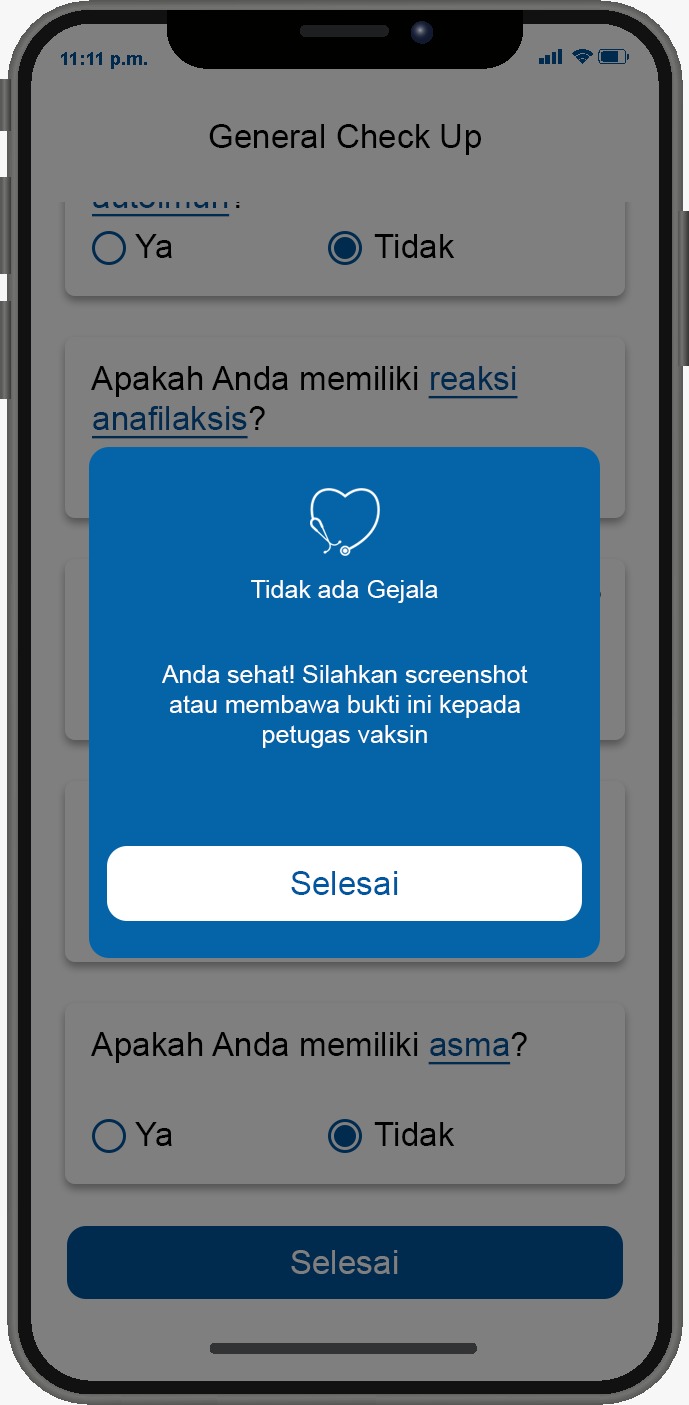 11:11 p.m.
General Check Up
autoimun?
Ya Tidak
Apakah Anda memiliki reaksi
anafilaksis?
Tidak ada Gejala
Anda sehat! Silahkan screenshot
atau membawa bukti ini kepada
petugas vaksin
Selesai
Apakah Anda memiliki asma?
Ya Tidak
Selesai